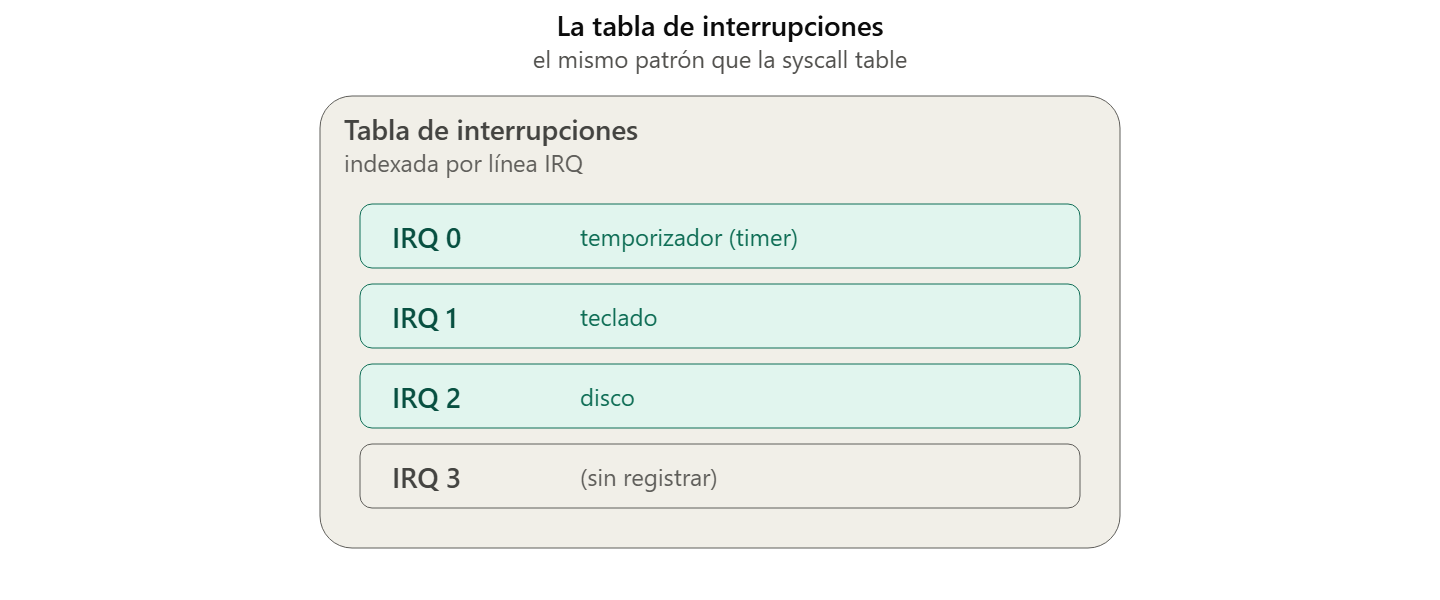 La tabla de interrupciones
el mismo patrón que la syscall table
Tabla de interrupciones
indexada por línea IRQ
IRQ 0 temporizador (timer)
IRQ 1 teclado
IRQ 2 disco
IRQ 3 (sin registrar)